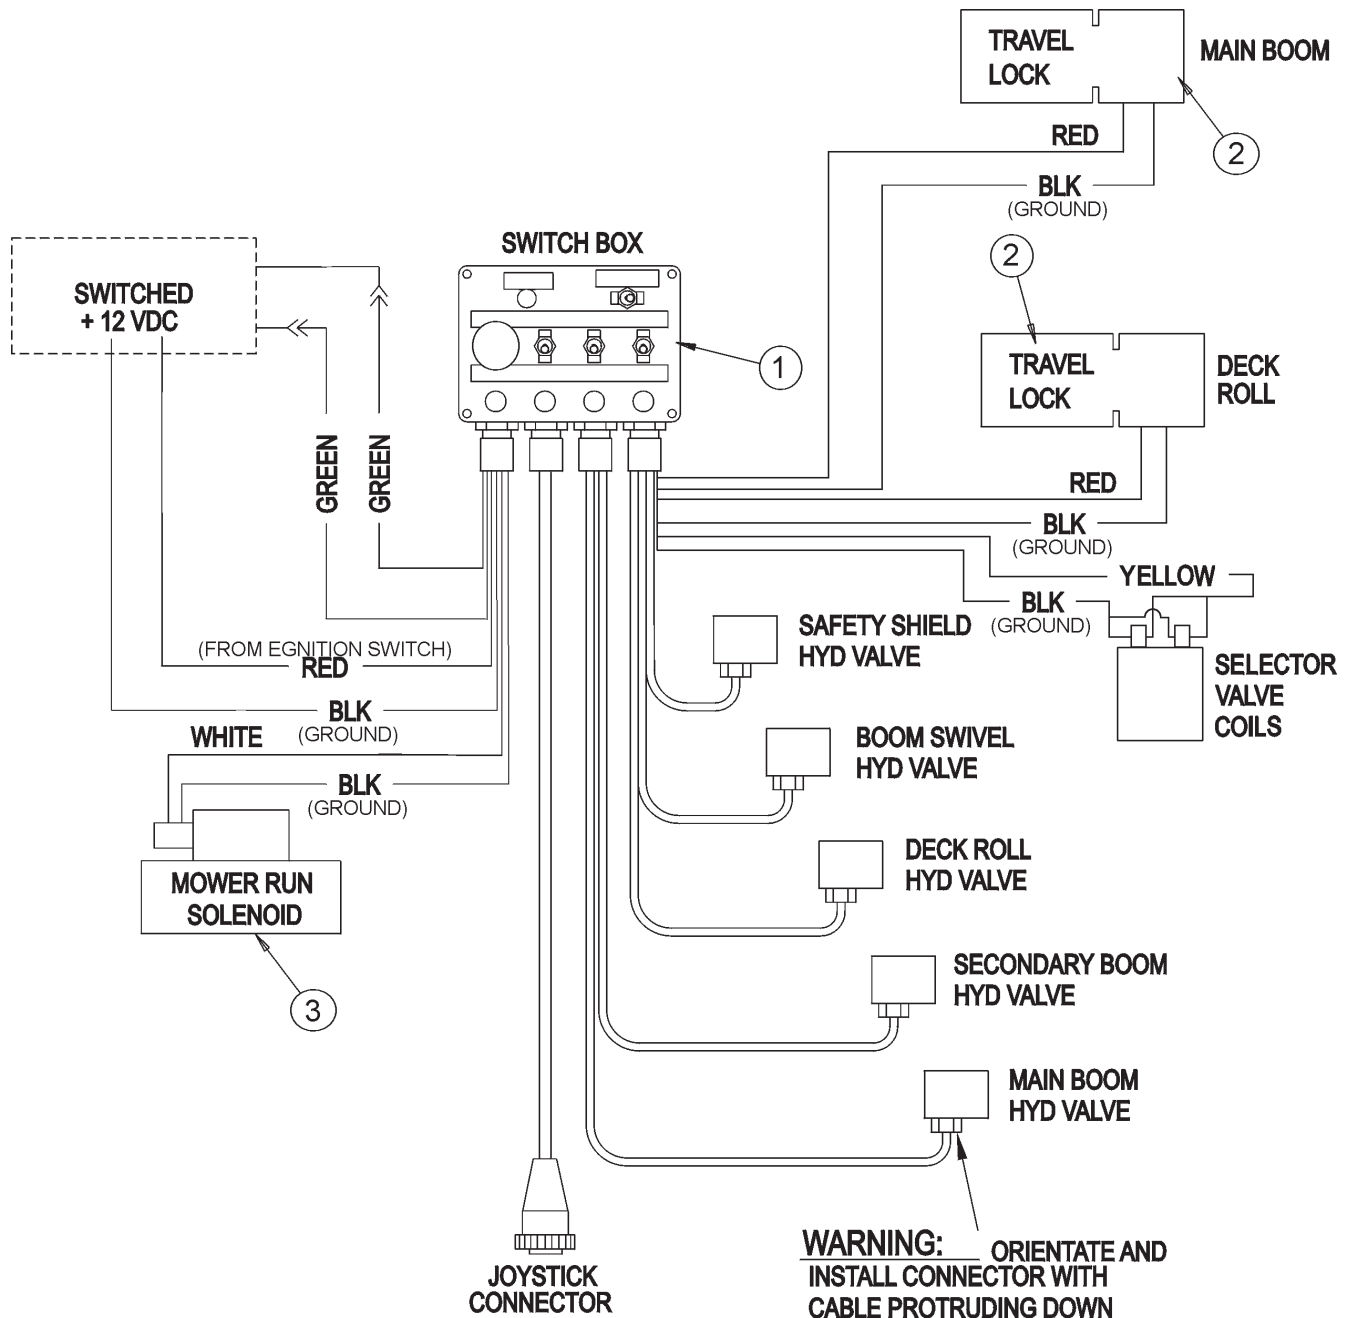 TRAVEL
LOCK
MAIN BOOM
RED
2
BLK
(GROUND)
SWITCH BOX
2
SWITCHED
+ 12 VDC
1
TRAVEL
LOCK
DECK
ROLL
GREEN
GREEN
RED
BLK
(GROUND)
YELLOW
BLK
(GROUND)
SAFETY SHIELD
HYD VALVE
(FROM EGNITION SWITCH)
RED
SELECTOR
VALVE
COILS
BLK
(GROUND)
WHITE
BOOM SWIVEL
HYD VALVE
BLK
(GROUND)
DECK ROLL
HYD VALVE
MOWER RUN
SOLENOID
SECONDARY BOOM
HYD VALVE
3
MAIN BOOM
HYD VALVE
WARNING: ORIENTATE AND
INSTALL CONNECTOR WITH
CABLE PROTRUDING DOWN
JOYSTICK
CONNECTOR